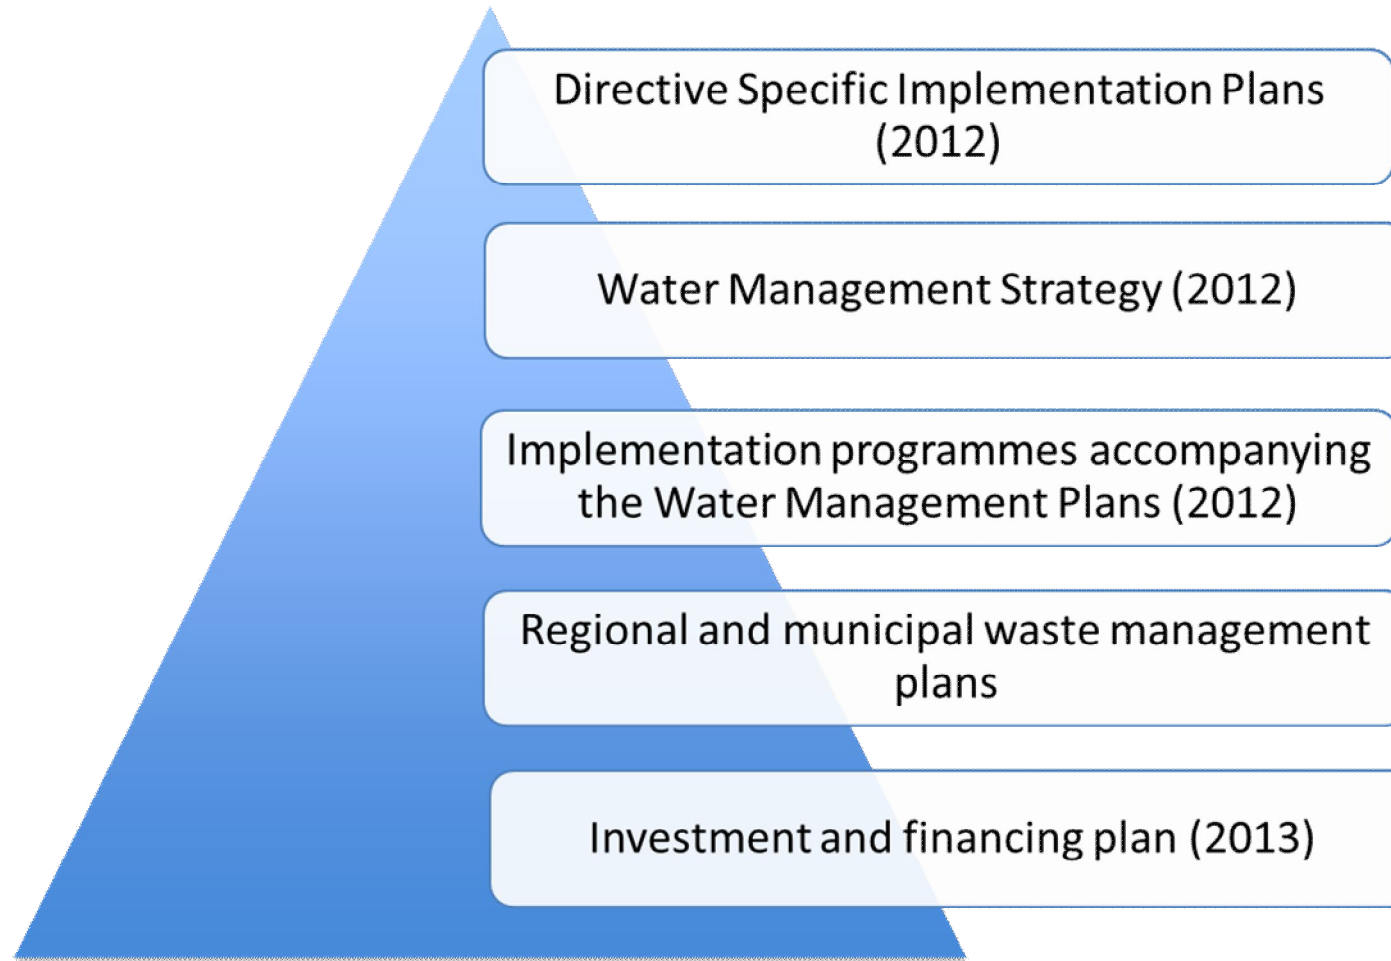 Directive Specific Implementation Plans
(2012)
Water Management Strategy (2012)
Implementation programmes accompanying
the Water Management Plans (2012)
Regional and municipal waste management
plans
Investment and financing plan (2013)